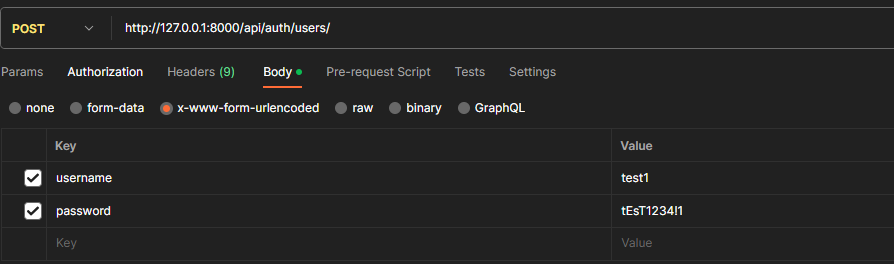 POST http://127.0.0.1:8000/api/auth/users/
Params Authorization Headers (9) Body Pre-request Script Tests Settings
none form-data x-www-form-urlencoded raw binary GraphQL
Key Value
username test1
password tEsT1234!1
Key Value